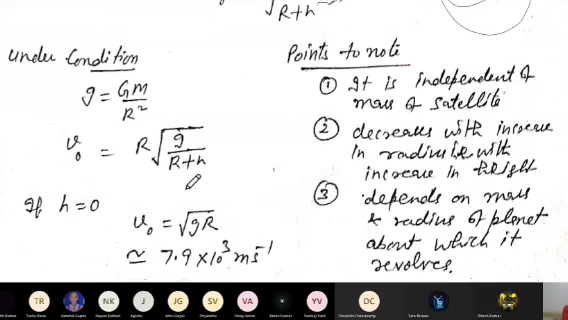 √R+h
Under Condition
g = GM/R²
v₀ = R√g/R+h
If h=0
v₀ = √gR
≃ 7.9 × 10³ ms⁻¹
Points to note
① It is independent of
mass of satellite
② decreases with increase
in radius i.e. with
increase in height
③ depends on mass
& radius of planet
about which it
revolves.
TR NK J JG SV VA YV DC